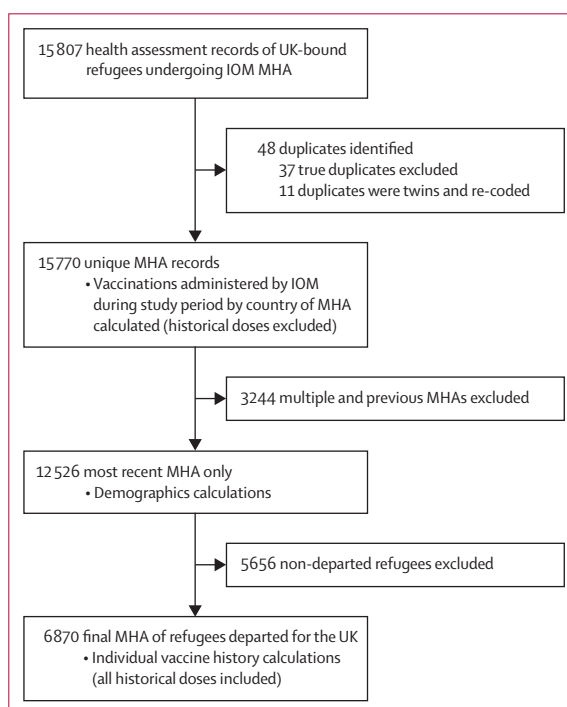 15 807 health assessment records of UK-bound
refugees undergoing IOM MHA
48 duplicates identified
37 true duplicates excluded
11 duplicates were twins and re-coded
15 770 unique MHA records
• Vaccinations administered by IOM
during study period by country of MHA
calculated (historical doses excluded)
3244 multiple and previous MHAs excluded
12 526 most recent MHA only
• Demographics calculations
5656 non-departed refugees excluded
6870 final MHA of refugees departed for the UK
• Individual vaccine history calculations
(all historical doses included)